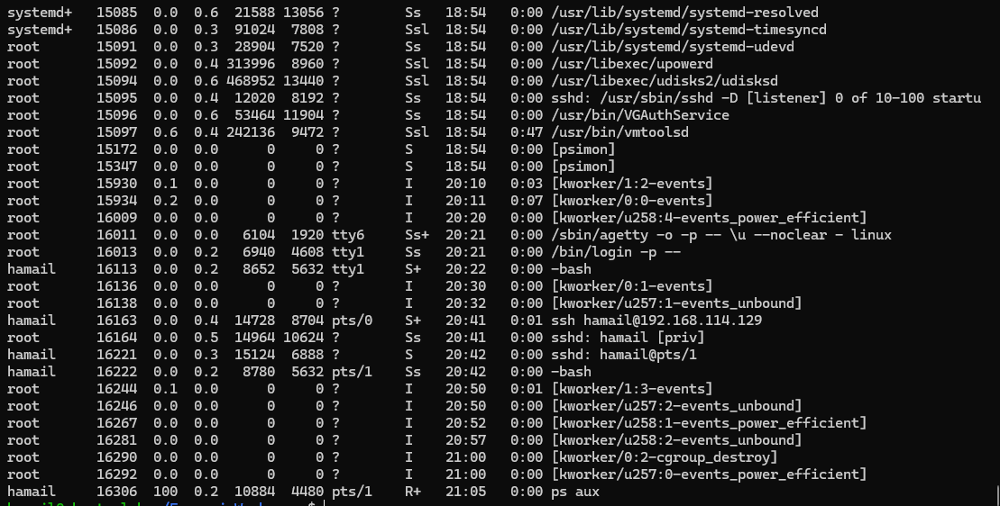 systemd+   15085  0.0  0.6  21588 13056 ?        Ss   18:54   0:00 /usr/lib/systemd/systemd-resolved
systemd+   15086  0.0  0.3  91024  7808 ?        Ssl  18:54   0:00 /usr/lib/systemd/systemd-timesyncd
root       15091  0.0  0.3  28904  7520 ?        Ss   18:54   0:00 /usr/lib/systemd/systemd-udevd
root       15092  0.0  0.4 313996  8960 ?        Ssl  18:54   0:00 /usr/libexec/upowerd
root       15094  0.0  0.6 468952 13440 ?        Ssl  18:54   0:00 /usr/libexec/udisks2/udisksd
root       15095  0.0  0.4  12020  8192 ?        Ss   18:54   0:00 sshd: /usr/sbin/sshd -D [listener] 0 of 10-100 startu
root       15096  0.0  0.6  53464 11904 ?        Ss   18:54   0:00 /usr/bin/VGAuthService
root       15097  0.6  0.4 242136  9472 ?        Ssl  18:54   0:47 /usr/bin/vmtoolsd
root       15172  0.0  0.0      0     0 ?        S    18:54   0:00 [psimon]
root       15347  0.0  0.0      0     0 ?        S    18:54   0:00 [psimon]
root       15930  0.1  0.0      0     0 ?        I    20:10   0:03 [kworker/1:2-events]
root       15934  0.2  0.0      0     0 ?        I    20:11   0:07 [kworker/0:0-events]
root       16009  0.0  0.0      0     0 ?        I    20:20   0:00 [kworker/u258:4-events_power_efficient]
root       16011  0.0  0.0   6104  1920 tty6     Ss+  20:21   0:00 /sbin/agetty -o -p -- \u --noclear - linux
root       16013  0.0  0.2   6940  4608 tty1     Ss   20:21   0:00 /bin/login -p --
hamail     16113  0.0  0.2   8652  5632 tty1     S+   20:22   0:00 -bash
root       16136  0.0  0.0      0     0 ?        I    20:30   0:00 [kworker/0:1-events]
root       16138  0.0  0.0      0     0 ?        I    20:32   0:00 [kworker/u257:1-events_unbound]
hamail     16163  0.0  0.4  14728  8704 pts/0    S+   20:41   0:01 ssh hamail@192.168.114.129
root       16164  0.0  0.5  14964 10624 ?        Ss   20:41   0:00 sshd: hamail [priv]
hamail     16221  0.0  0.3  15124  6888 ?        S    20:42   0:00 sshd: hamail@pts/1
hamail     16222  0.0  0.2   8780  5632 pts/1    Ss   20:42   0:00 -bash
root       16244  0.1  0.0      0     0 ?        I    20:50   0:01 [kworker/1:3-events]
root       16246  0.0  0.0      0     0 ?        I    20:50   0:00 [kworker/u257:2-events_unbound]
root       16267  0.0  0.0      0     0 ?        I    20:52   0:00 [kworker/u258:1-events_power_efficient]
root       16281  0.0  0.0      0     0 ?        I    20:57   0:00 [kworker/u258:2-events_unbound]
root       16290  0.0  0.0      0     0 ?        I    21:00   0:00 [kworker/0:2-cgroup_destroy]
root       16292  0.0  0.0      0     0 ?        I    21:00   0:00 [kworker/u257:0-events_power_efficient]
hamail     16306  100  0.2  10884  4480 pts/1    R+   21:05   0:00 ps aux